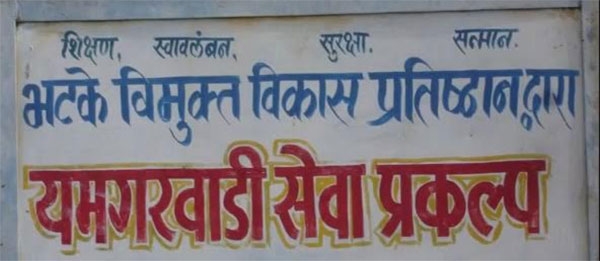 शिक्षण, स्वावलंबन, सुरक्षा. सन्मान.
भटके विमुक्त विकास प्रतिष्ठानद्वारा
यमगरवाडी सेवा प्रकल्प